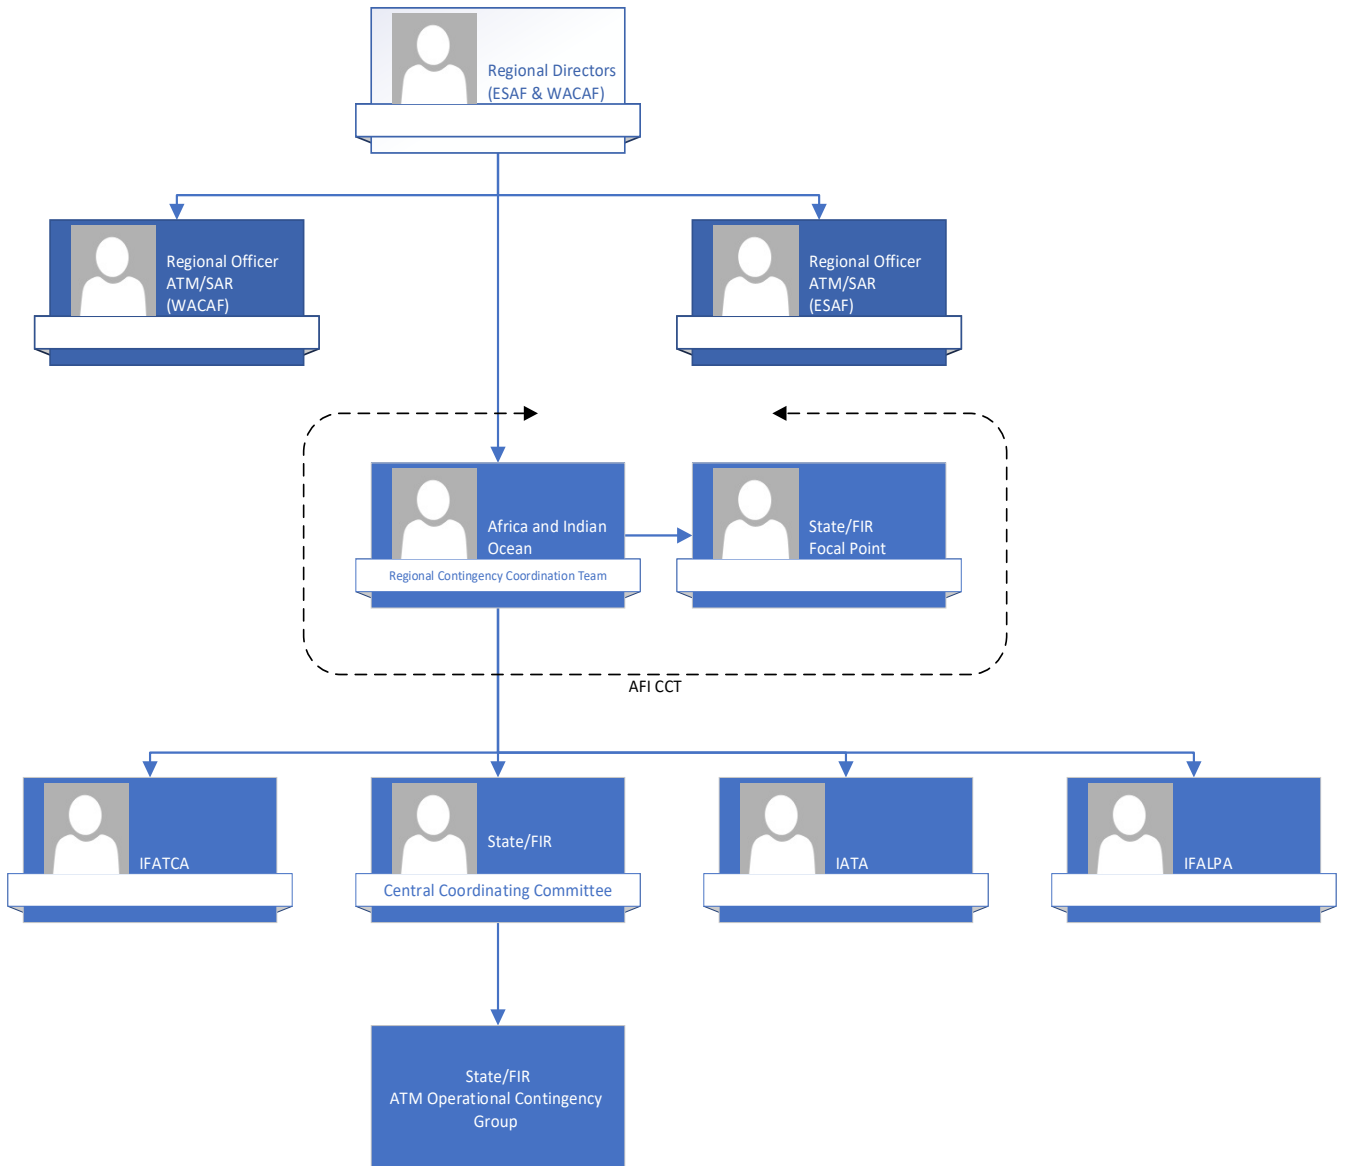 Regional Directors
(ESAF & WACAF)
Regional Officer
ATM/SAR
(WACAF)
Regional Officer
ATM/SAR
(ESAF)
Africa and Indian
Ocean
Regional Contingency Coordination Team
State/FIR
Focal Point
AFI CCT
IFATCA
State/FIR
Central Coordinating Committee
IATA
IFALPA
State/FIR
ATM Operational Contingency
Group